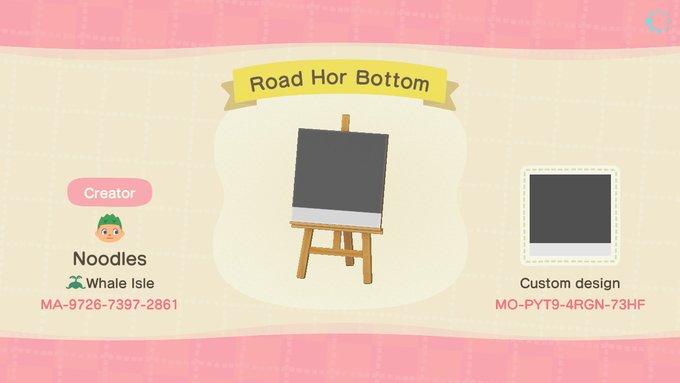 Road Hor Bottom
Creator
Noodles
Whale Isle
MA-9726-7397-2861
Custom design
MO-PYT9-4RGN-73HF